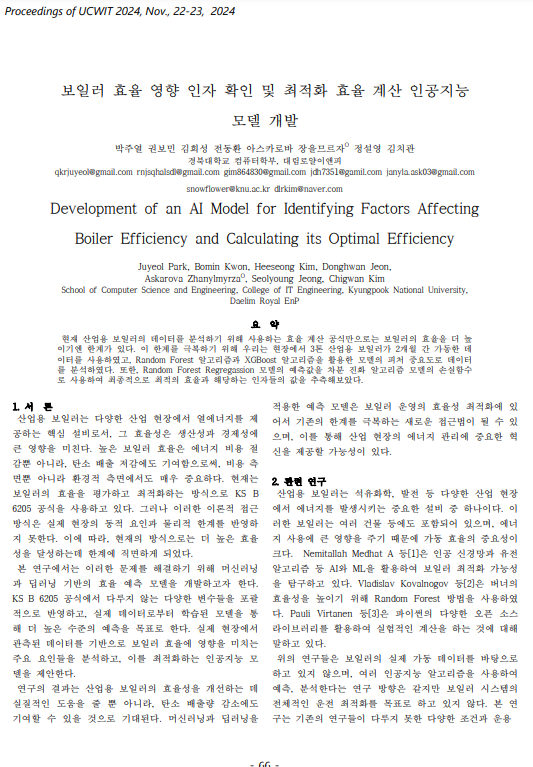 Proceedings of UCWIT 2024, Nov., 22-23, 2024
보일러 효율 영향 인자 확인 및 최적화 효율 계산 인공지능
모델 개발
박주열 권보민 김희성 전동환 아스카로바 장을므르자O 정설영 김치관
경북대학교 컴퓨터학부, 대림로얄이앤피
qkrjuyeol@gmail.com rnjsqhalsdl@gmail.com gim864830@gmail.com jdh7351@gamil.com janyla.ask03@gmail.com
snowflower@knu.ac.kr dlrkim@naver.com
Development of an AI Model for Identifying Factors Affecting
Boiler Efficiency and Calculating its Optimal Efficiency
Juyeol Park, Bomin Kwon, Heeseong Kim, Donghwan Jeon,
Askarova ZhanylmyrzaO, Seolyoung Jeong, Chigwan Kim
School of Computer Science and Engineering, College of IT Engineering, Kyungpook National University,
Daelim Royal EnP
요 약
현재 산업용 보일러의 데이터를 분석하기 위해 사용하는 효율 계산 공식만으로는 보일러의 효율을 더 높
이기엔 한계가 있다. 이 한계를 극복하기 위해 우리는 현장에서 3톤 산업용 보일러가 2개월 간 가동한 데
이터를 사용하였고, Random Forest 알고리즘과 XGBoost 알고리즘을 활용한 모델의 피처 중요도로 데이터
를 분석하였다. 또한, Random Forest Regregassion 모델의 예측값을 차분 진화 알고리즘 모델의 손실함수
로 사용하여 최종적으로 최적의 효율과 해당하는 인자들의 값을 추측해보았다.
1. 서 론
산업용 보일러는 다양한 산업 현장에서 열에너지를 제
공하는 핵심 설비로서, 그 효율성은 생산성과 경제성에
큰 영향을 미친다. 높은 보일러 효율은 에너지 비용 절
감뿐 아니라, 탄소 배출 저감에도 기여함으로써, 비용 측
면뿐 아니라 환경적 측면에서도 매우 중요하다. 현재는
보일러의 효율을 평가하고 최적화하는 방식으로 KS B
6205 공식을 사용하고 있다. 그러나 이러한 이론적 접근
방식은 실제 현장의 동적 요인과 물리적 한계를 반영하
지 못한다. 이에 따라, 현재의 방식으로는 더 높은 효율
성을 달성하는데 한계에 직면하게 되었다.
본 연구에서는 이러한 문제를 해결하기 위해 머신러닝
과 딥러닝 기반의 효율 예측 모델을 개발하고자 한다.
KS B 6205 공식에서 다루지 않는 다양한 변수들을 포괄
적으로 반영하고, 실제 데이터로부터 학습된 모델을 통
해 더 높은 수준의 예측을 목표로 한다. 실제 현장에서
관측된 데이터를 기반으로 보일러 효율에 영향을 미치는
주요 요인들을 분석하고, 이를 최적화하는 인공지능 모
델을 제안한다.
연구의 결과는 산업용 보일러의 효율성을 개선하는 데
실질적인 도움을 줄 뿐 아니라, 탄소 배출량 감소에도
기여할 수 있을 것으로 기대된다. 머신러닝과 딥러닝을
적용한 예측 모델은 보일러 운영의 효율성 최적화에 있
어서 기존의 한계를 극복하는 새로운 접근법이 될 수 있
으며, 이를 통해 산업 현장의 에너지 관리에 중요한 혁
신을 제공할 가능성이 있다.
2. 관련 연구
산업용 보일러는 석유화학, 발전 등 다양한 산업 현장
에서 에너지를 발생시키는 중요한 설비 중 하나이다. 이
러한 보일러는 여러 건물 등에도 포함되어 있으며, 에너
지 사용에 큰 영향을 주기 때문에 가동 효율의 중요성이
크다. Nemitallah Medhat A 등[1]은 인공 신경망과 유전
알고리즘 등 AI와 ML을 활용하여 보일러 최적화 가능성
을 탐구하고 있다. Vladislav Kovalnogov 등[2]은 버너의
효율성을 높이기 위해 Random Forest 방법을 사용하였
다. Pauli Virtanen 등[3]은 파이썬의 다양한 오픈 소스
라이브러리를 활용하여 실험적인 계산을 하는 것에 대해
말하고 있다.
위의 연구들은 보일러의 실제 가동 데이터를 바탕으로
하고 있지 않으며, 여러 인공지능 알고리즘을 사용하여
예측, 분석한다는 연구 방향은 같지만 보일러 시스템의
전체적인 운전 최적화를 목표로 하고 있지 않다. 본 연
구는 기존의 연구들이 다루지 못한 다양한 조건과 운용
- 66 -